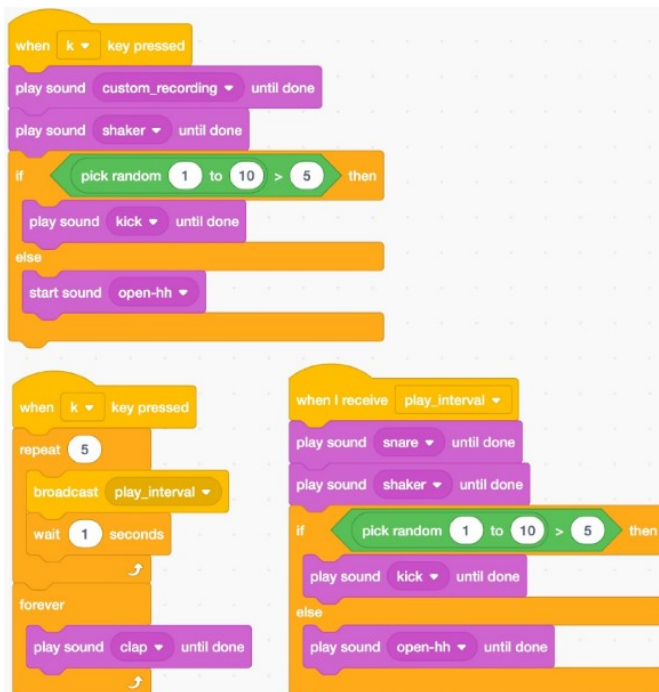 when k key pressed
play sound custom_recording until done
play sound shaker until done
if pick random 1 to 10 > 5 then
play sound kick until done
else
start sound open-hh
when k key pressed
repeat 5
broadcast play_interval
wait 1 seconds
forever
play sound clap until done
when I receive play_interval
play sound snare until done
play sound shaker until done
if pick random 1 to 10 > 5 then
play sound kick until done
else
play sound open-hh until done